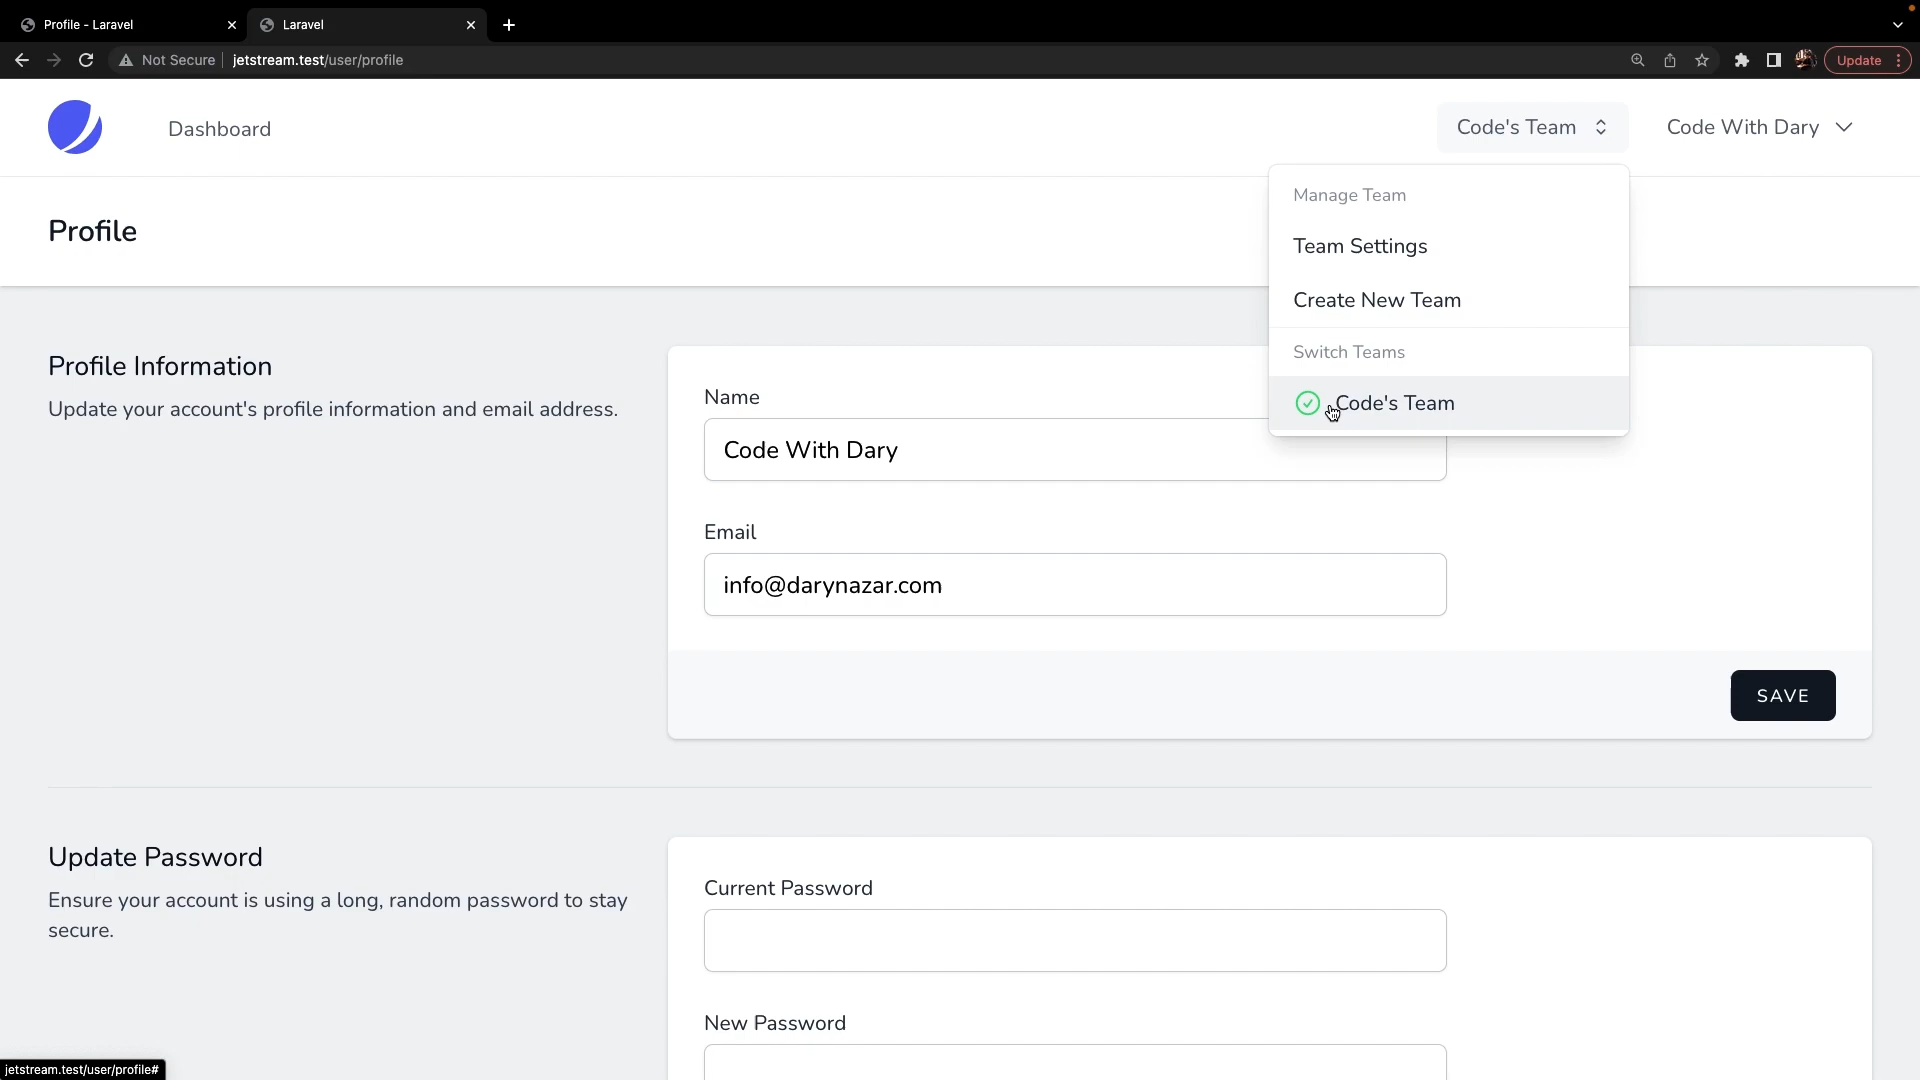 Profile - Laravel
Laravel
Not Secure
jetstream.test/user/profile
Update
Dashboard
Code's Team
Code With Dary
Manage Team
Team Settings
Create New Team
Switch Teams
Code's Team
Profile
Profile Information
Update your account's profile information and email address.
Name
Code With Dary
Email
info@darynazar.com
SAVE
Update Password
Ensure your account is using a long, random password to stay
secure.
Current Password
New Password
jetstream.test/user/profile#